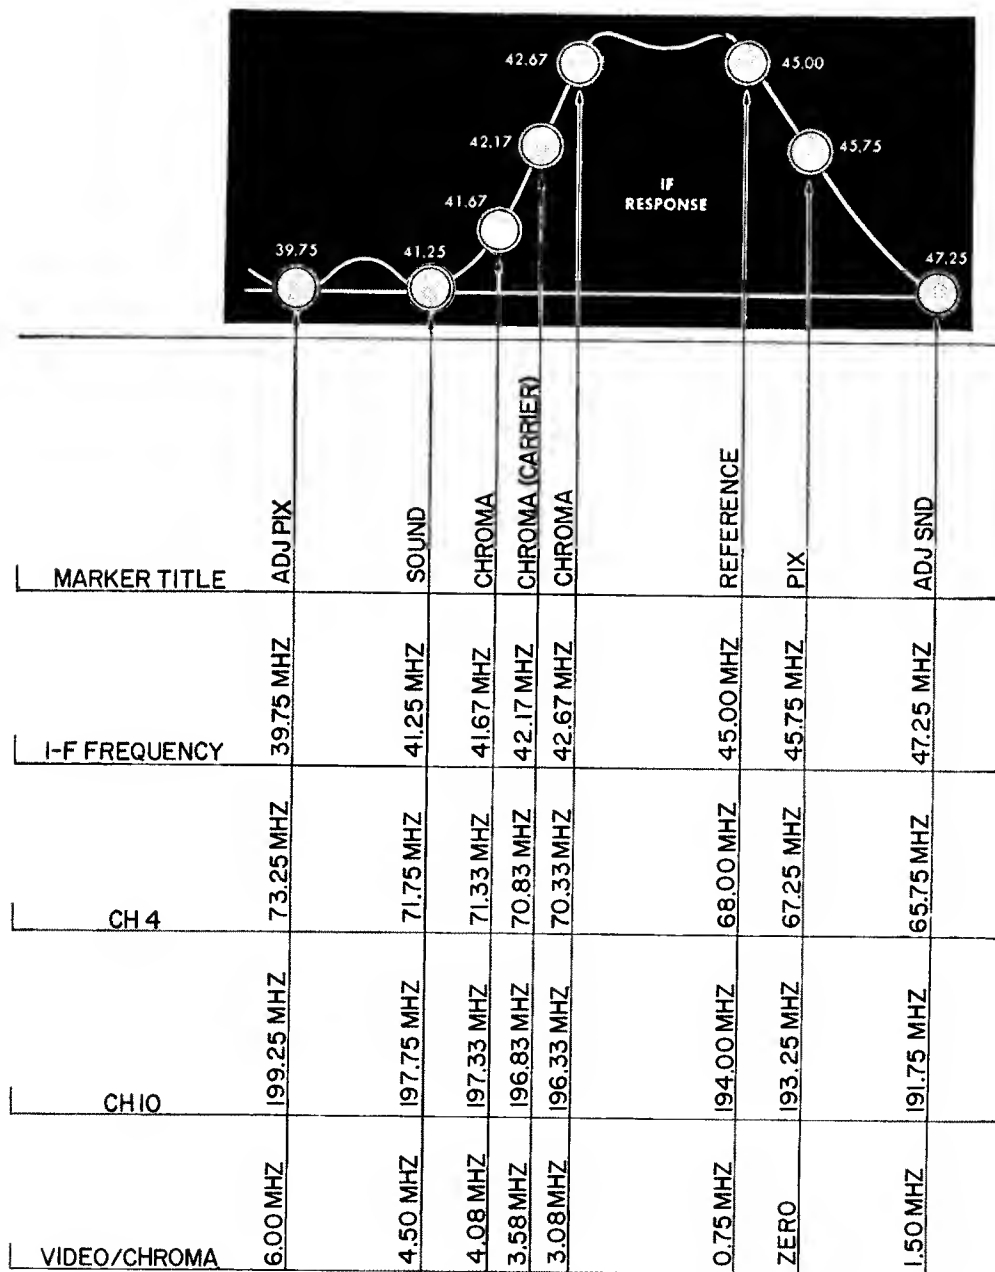 42.67
45.00
42.17
45.75
IF
RESPONSE
41.67
39.75
41.25
47.25
MARKER TITLE
ADJ PIX
SOUND
CHROMA
CHROMA (CARRIER)
CHROMA
REFERENCE
PIX
ADJ SND
I-F FREQUENCY
39.75 MHZ
41.25 MHZ
41.67 MHZ
42.17 MHZ
42.67 MHZ
45.00 MHZ
45.75 MHZ
47.25 MHZ
CH 4
73.25 MHZ
71.75 MHZ
71.33 MHZ
70.83 MHZ
70.33 MHZ
68.00 MHZ
67.25 MHZ
65.75 MHZ
CH 10
199.25 MHZ
197.75 MHZ
197.33 MHZ
196.83 MHZ
196.33 MHZ
194.00 MHZ
193.25 MHZ
191.75 MHZ
VIDEO/CHROMA
6.00 MHZ
4.50 MHZ
4.08 MHZ
3.58 MHZ
3.08 MHZ
0.75 MHZ
ZERO
1.50 MHZ